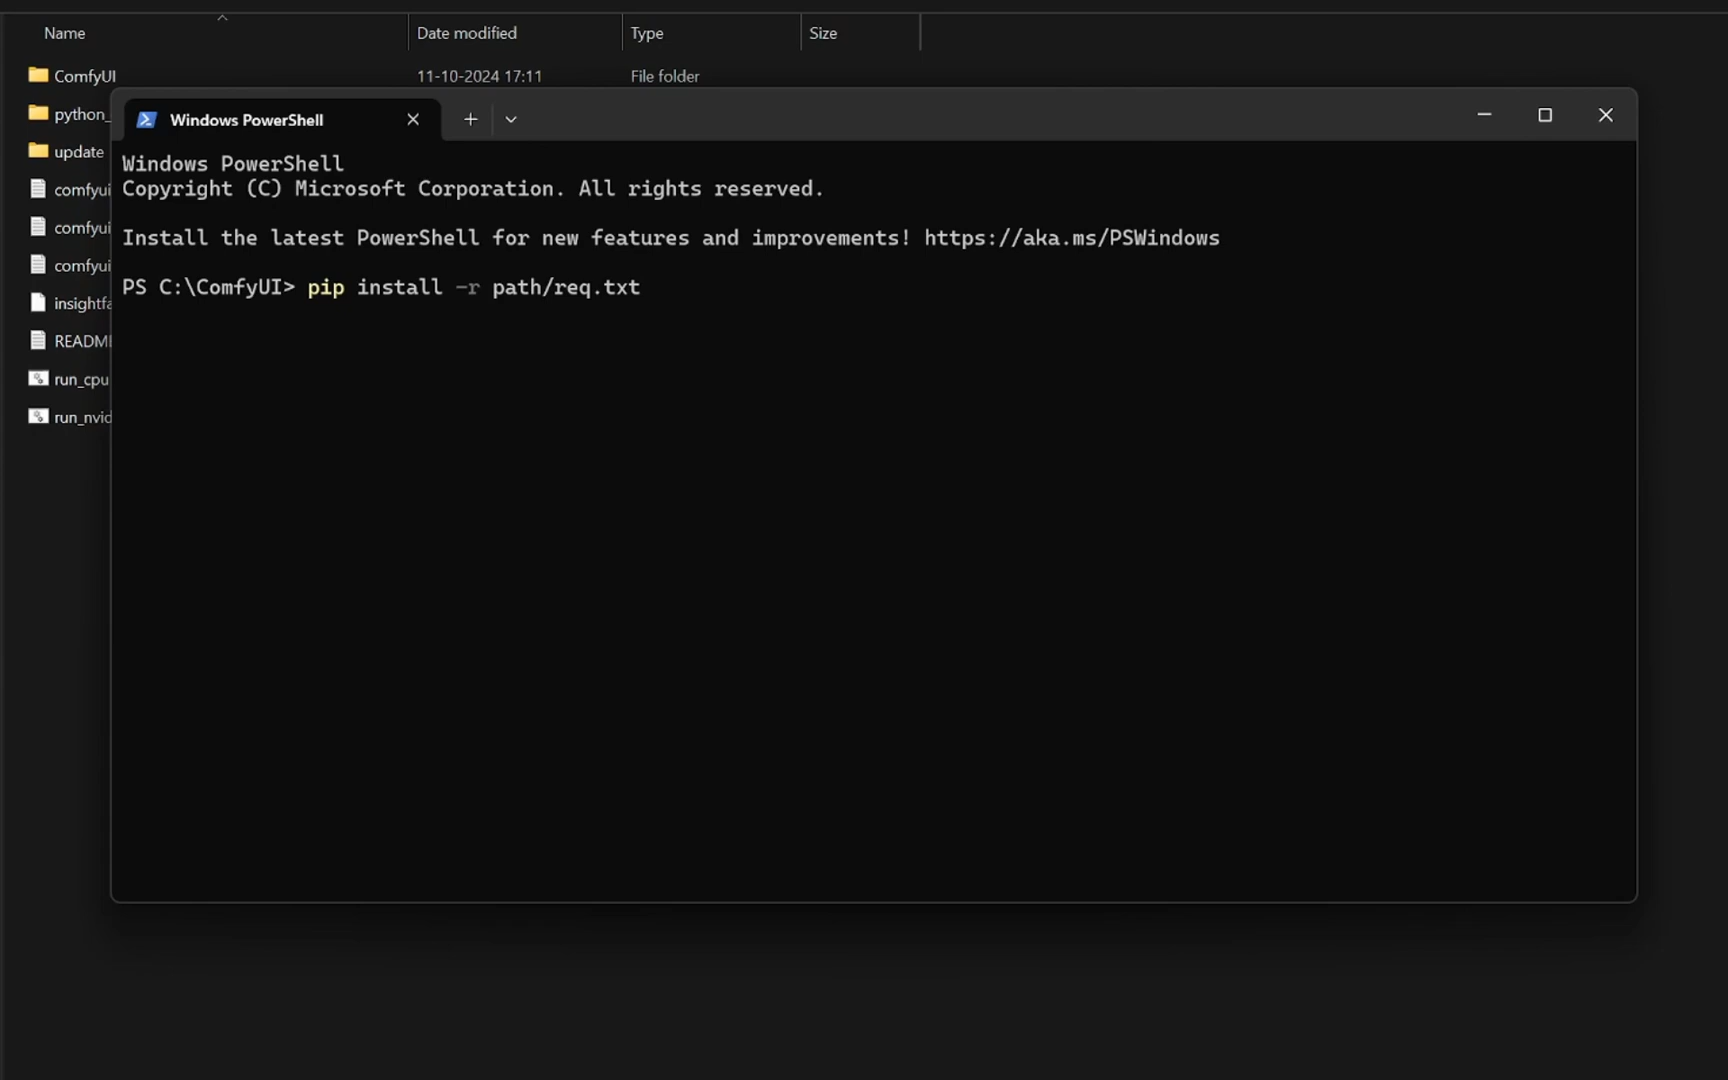 Name Date modified Type Size
ComfyUI 11-10-2024 17:11 File folder
python_
update
comfyui
comfyui
comfyui
insightfa
README
run_cpu
run_nvid
Windows PowerShell
Windows PowerShell
Copyright (C) Microsoft Corporation. All rights reserved.
Install the latest PowerShell for new features and improvements! https://aka.ms/PSWindows
PS C:\ComfyUI> pip install -r path/req.txt